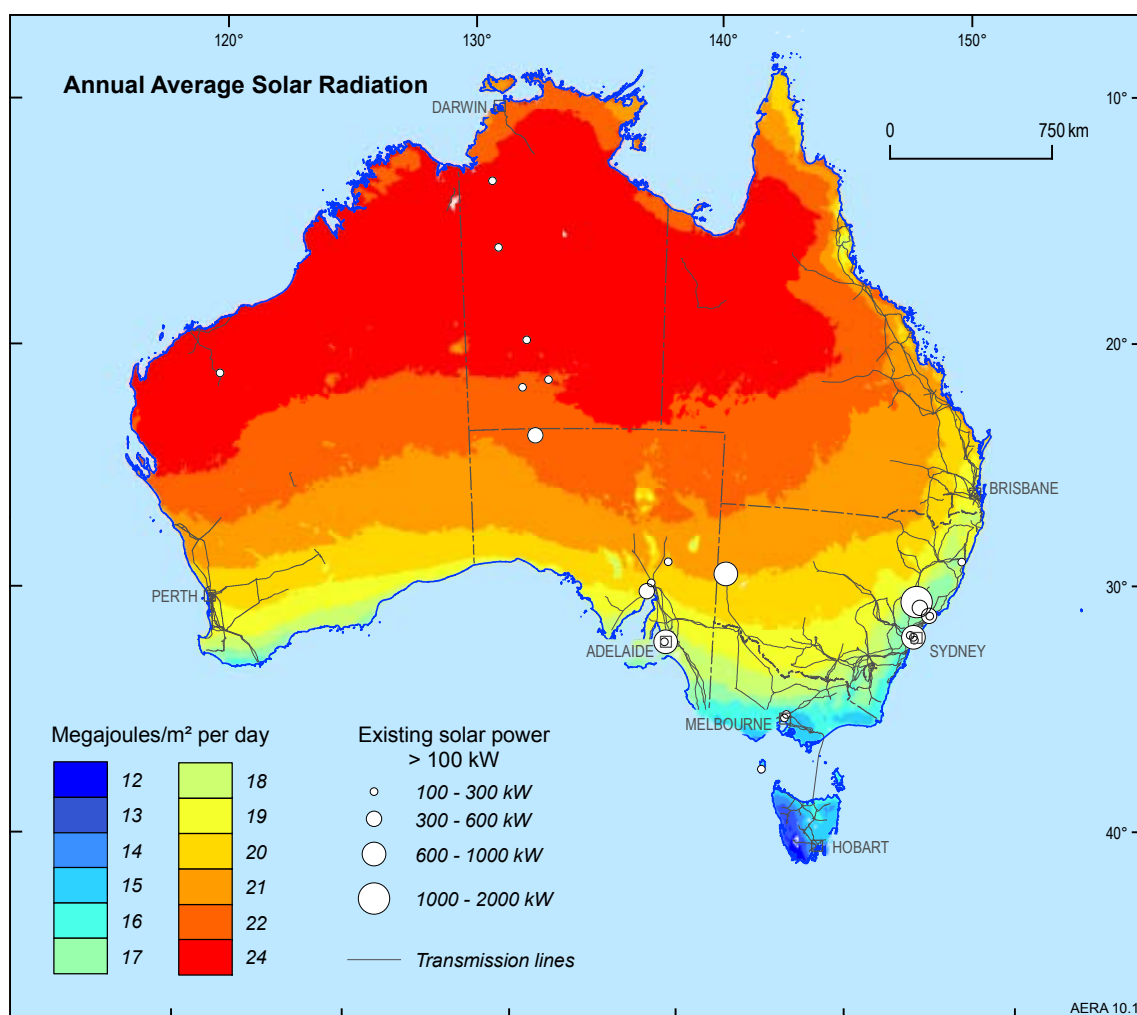 120°
130°
140°
150°
Annual Average Solar Radiation
DARWIN
10°
0
750 km
20°
BRISBANE
PERTH
30°
ADELAIDE
SYDNEY
MELBOURNE
HOBART
40°
Megajoules/m² per day
12
13
14
15
16
17
18
19
20
21
22
24
Existing solar power
> 100 kW
100 - 300 kW
300 - 600 kW
600 - 1000 kW
1000 - 2000 kW
Transmission lines
AERA 10.1